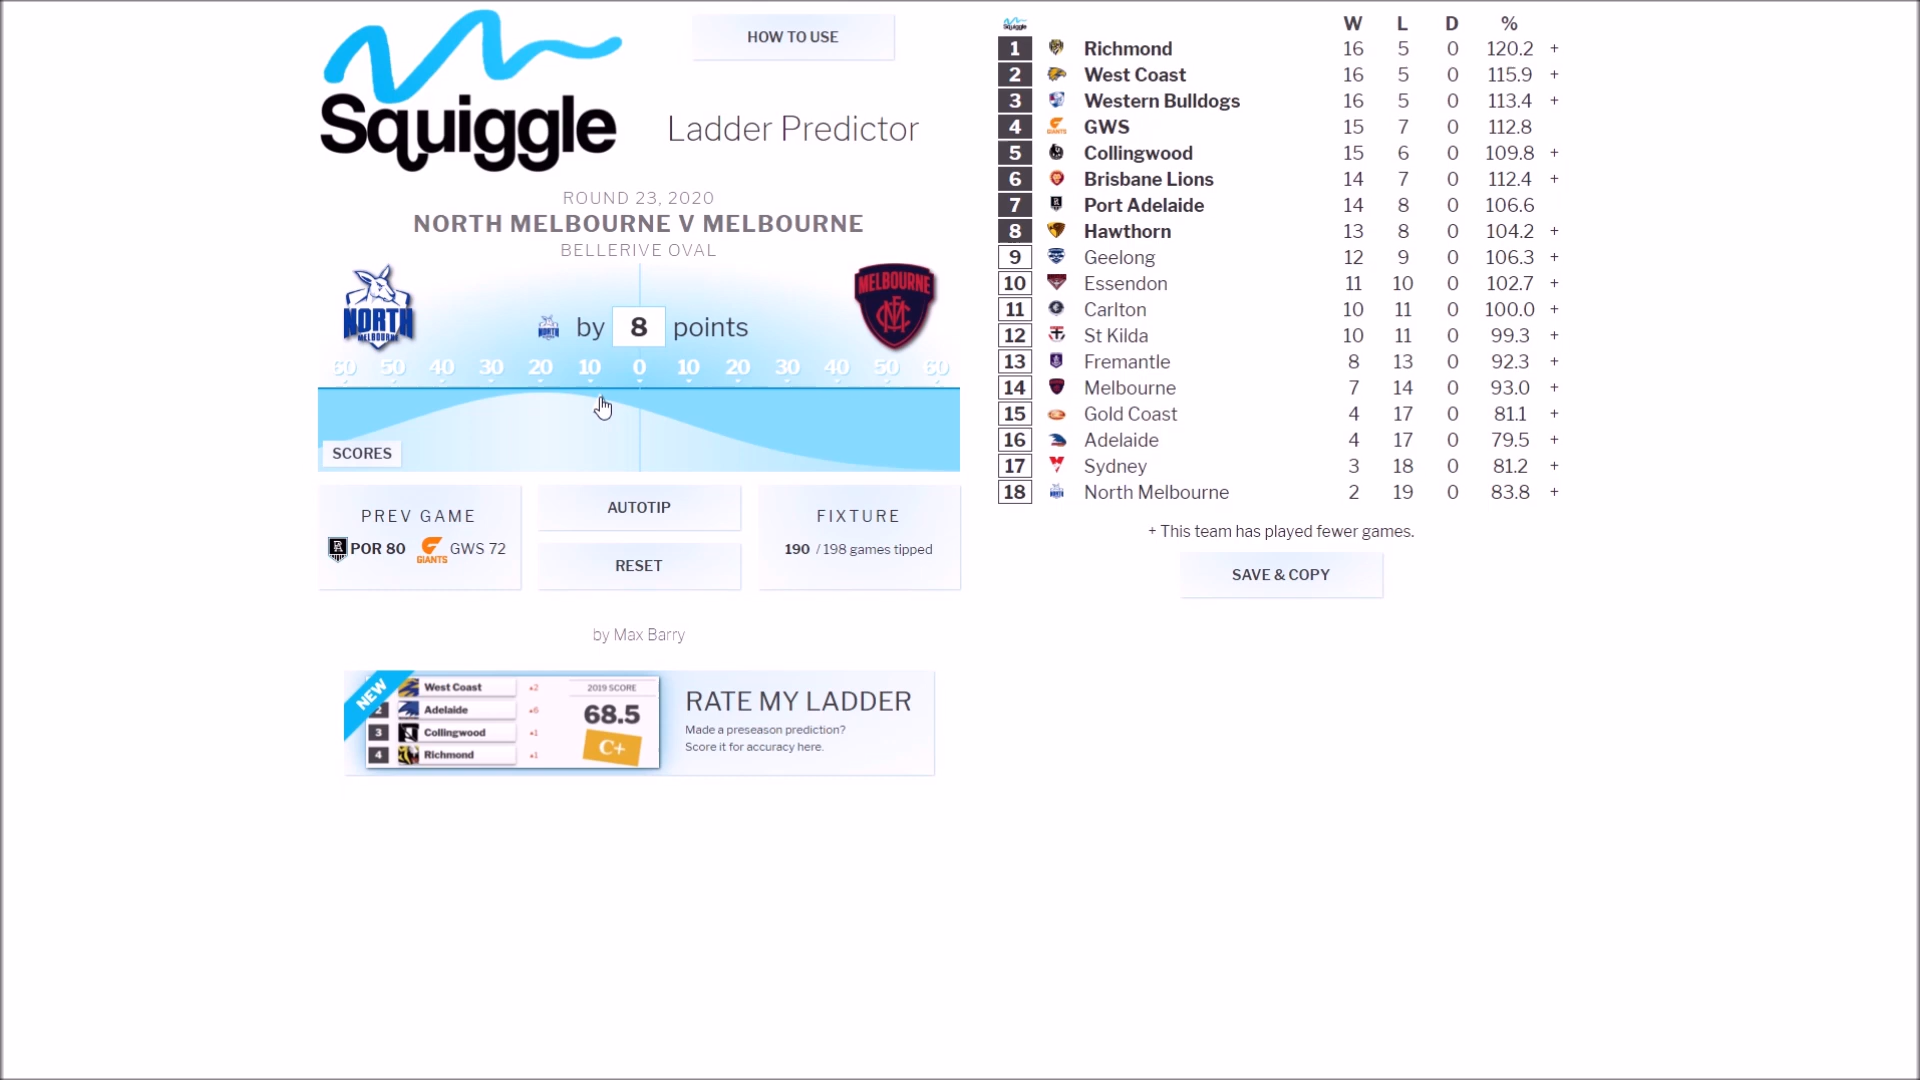 Squiggle
HOW TO USE
Ladder Predictor
ROUND 23, 2020
NORTH MELBOURNE V MELBOURNE
BELLERIVE OVAL
NORTH
MELBOURNE
MELBOURNE
by 8 points
60 50 40 30 20 10 0 10 20 30 40 50 60
SCORES
PREV GAME
POR 80 GIANTS GWS 72
AUTOTIP
RESET
FIXTURE
190 / 198 games tipped
by Max Barry
NEW
West Coast 2
2 Adelaide 6
3 Collingwood 1
4 Richmond 1
2019 SCORE
68.5
C+
RATE MY LADDER
Made a preseason prediction?
Score it for accuracy here.
Squiggle W L D %
1 Richmond 16 5 0 120.2 +
2 West Coast 16 5 0 115.9 +
3 Western Bulldogs 16 5 0 113.4 +
4 GIANTS GWS 15 7 0 112.8
5 Collingwood 15 6 0 109.8 +
6 Brisbane Lions 14 7 0 112.4 +
7 Port Adelaide 14 8 0 106.6
8 Hawthorn 13 8 0 104.2 +
9 Geelong 12 9 0 106.3 +
10 Essendon 11 10 0 102.7 +
11 Carlton 10 11 0 100.0 +
12 St Kilda 10 11 0 99.3 +
13 Fremantle 8 13 0 92.3 +
14 Melbourne 7 14 0 93.0 +
15 Gold Coast 4 17 0 81.1 +
16 Adelaide 4 17 0 79.5 +
17 Sydney 3 18 0 81.2 +
18 North Melbourne 2 19 0 83.8 +
+ This team has played fewer games.
SAVE & COPY